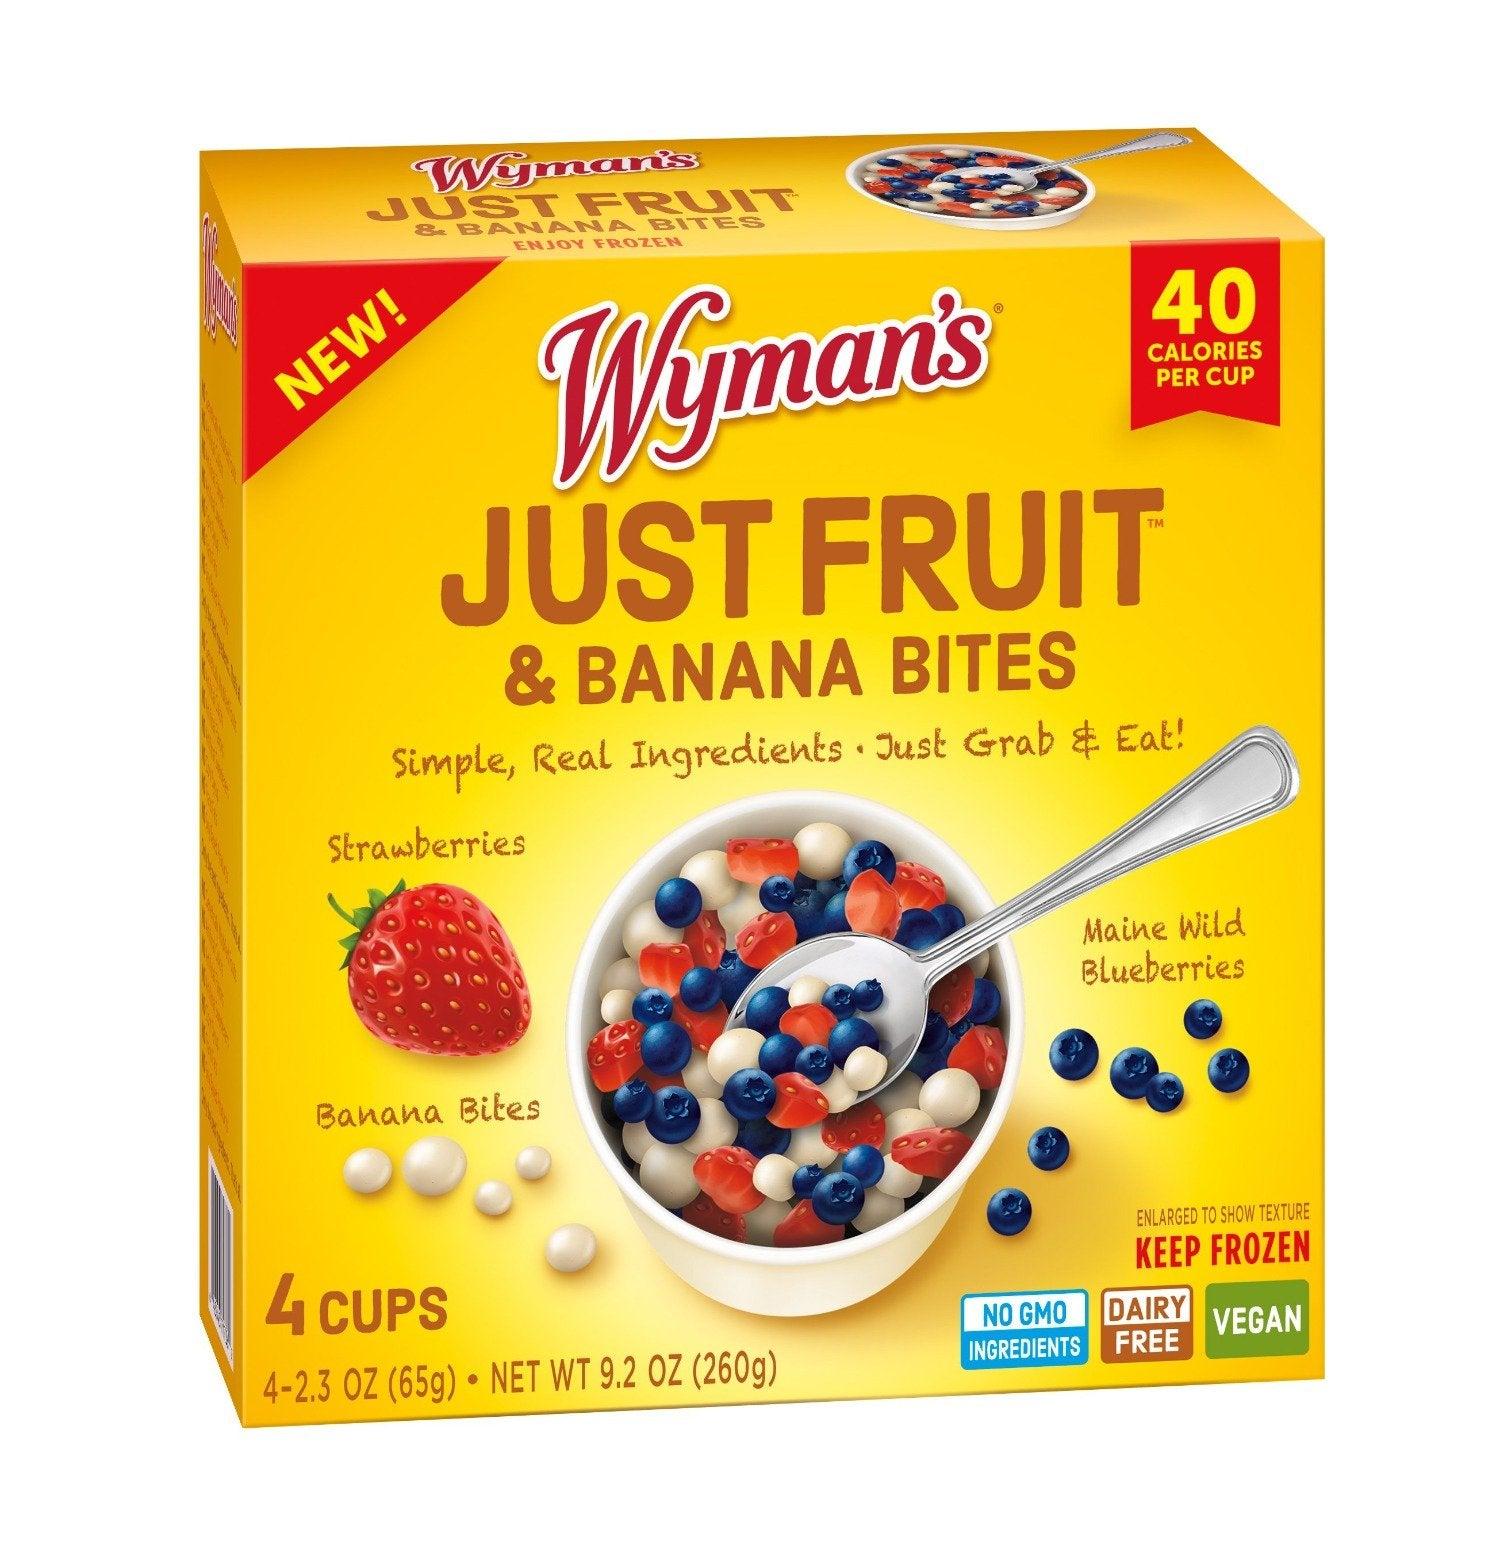 Wyman's
JUST FRUIT™
& BANANA BITES
ENJOY FROZEN
Wyman's
NEW!
Wyman's®
40
CALORIES
PER CUP
JUST FRUIT™
& BANANA BITES
Simple, Real Ingredients • Just Grab & Eat!
Strawberries
Maine Wild
Blueberries
Banana Bites
ENLARGED TO SHOW TEXTURE
KEEP FROZEN
4 CUPS
NO GMO
INGREDIENTS
DAIRY
FREE
VEGAN
4-2.3 OZ (65g) • NET WT 9.2 OZ (260g)